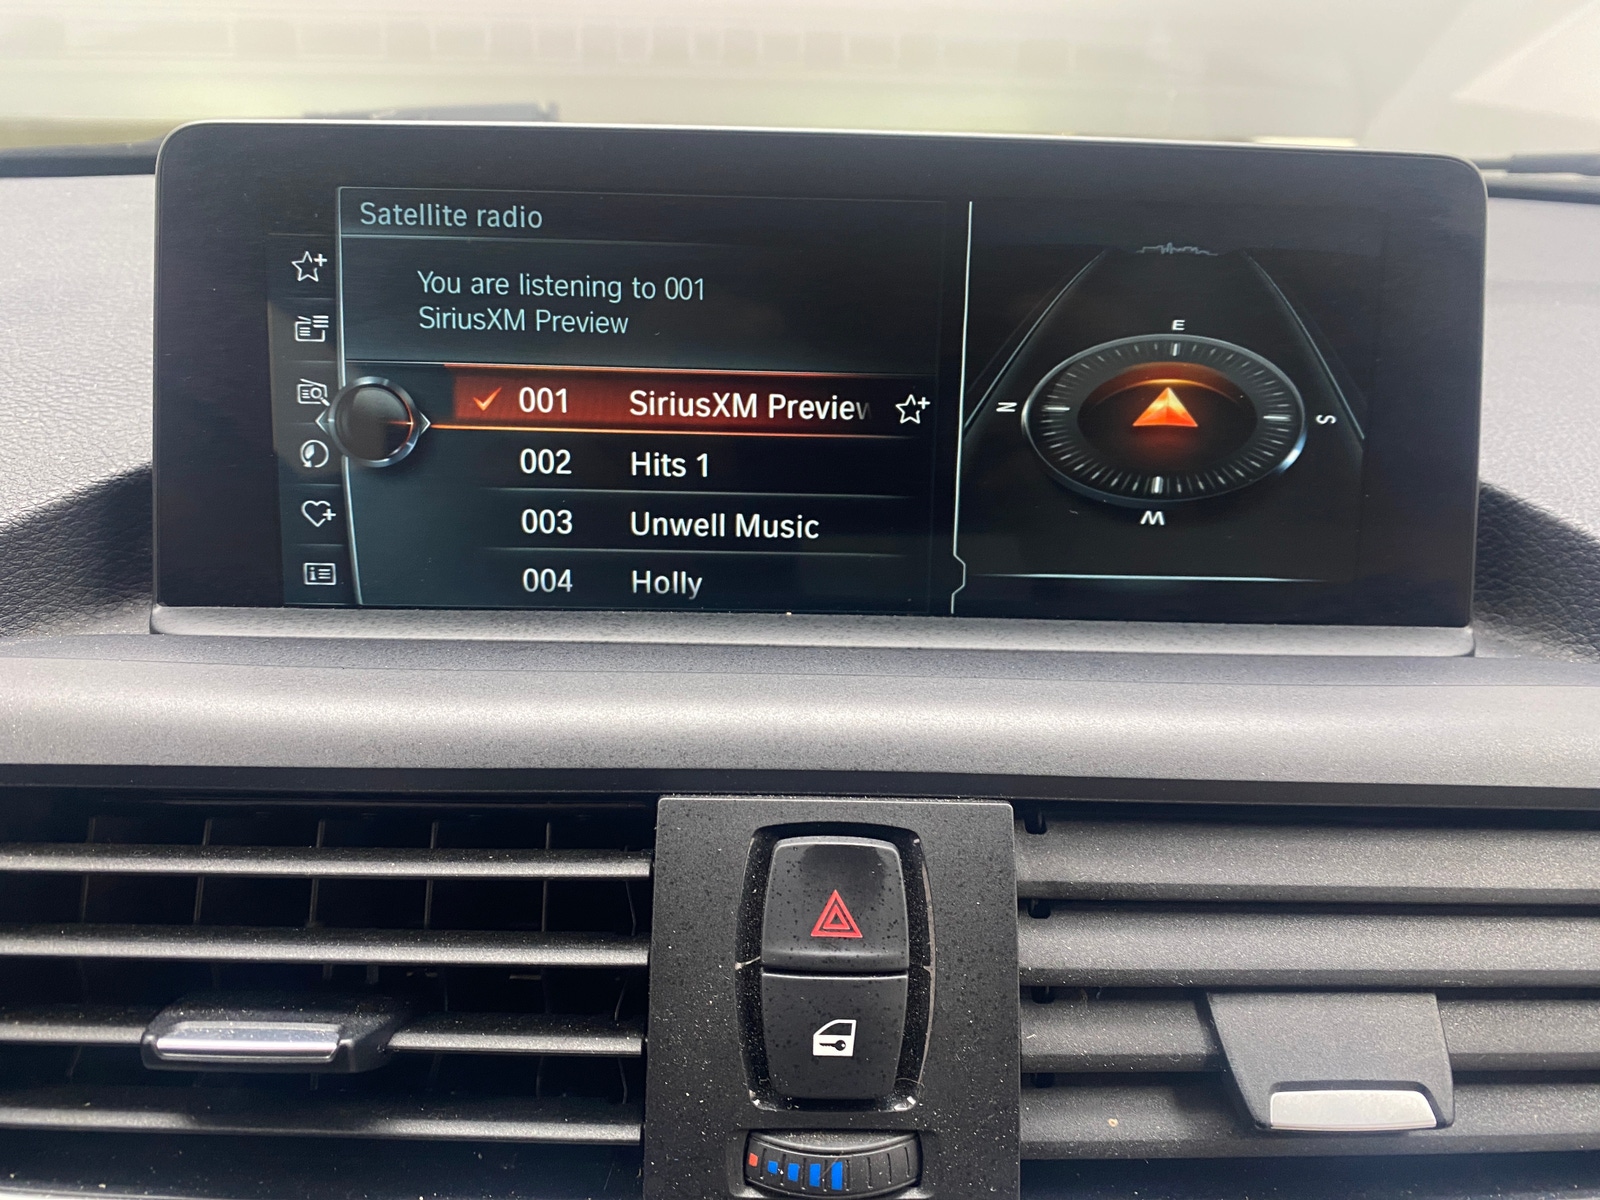 Satellite radio
You are listening to 001
SiriusXM Preview
001 SiriusXM Preview
002 Hits 1
003 Unwell Music
004 Holly
E
N
S
W